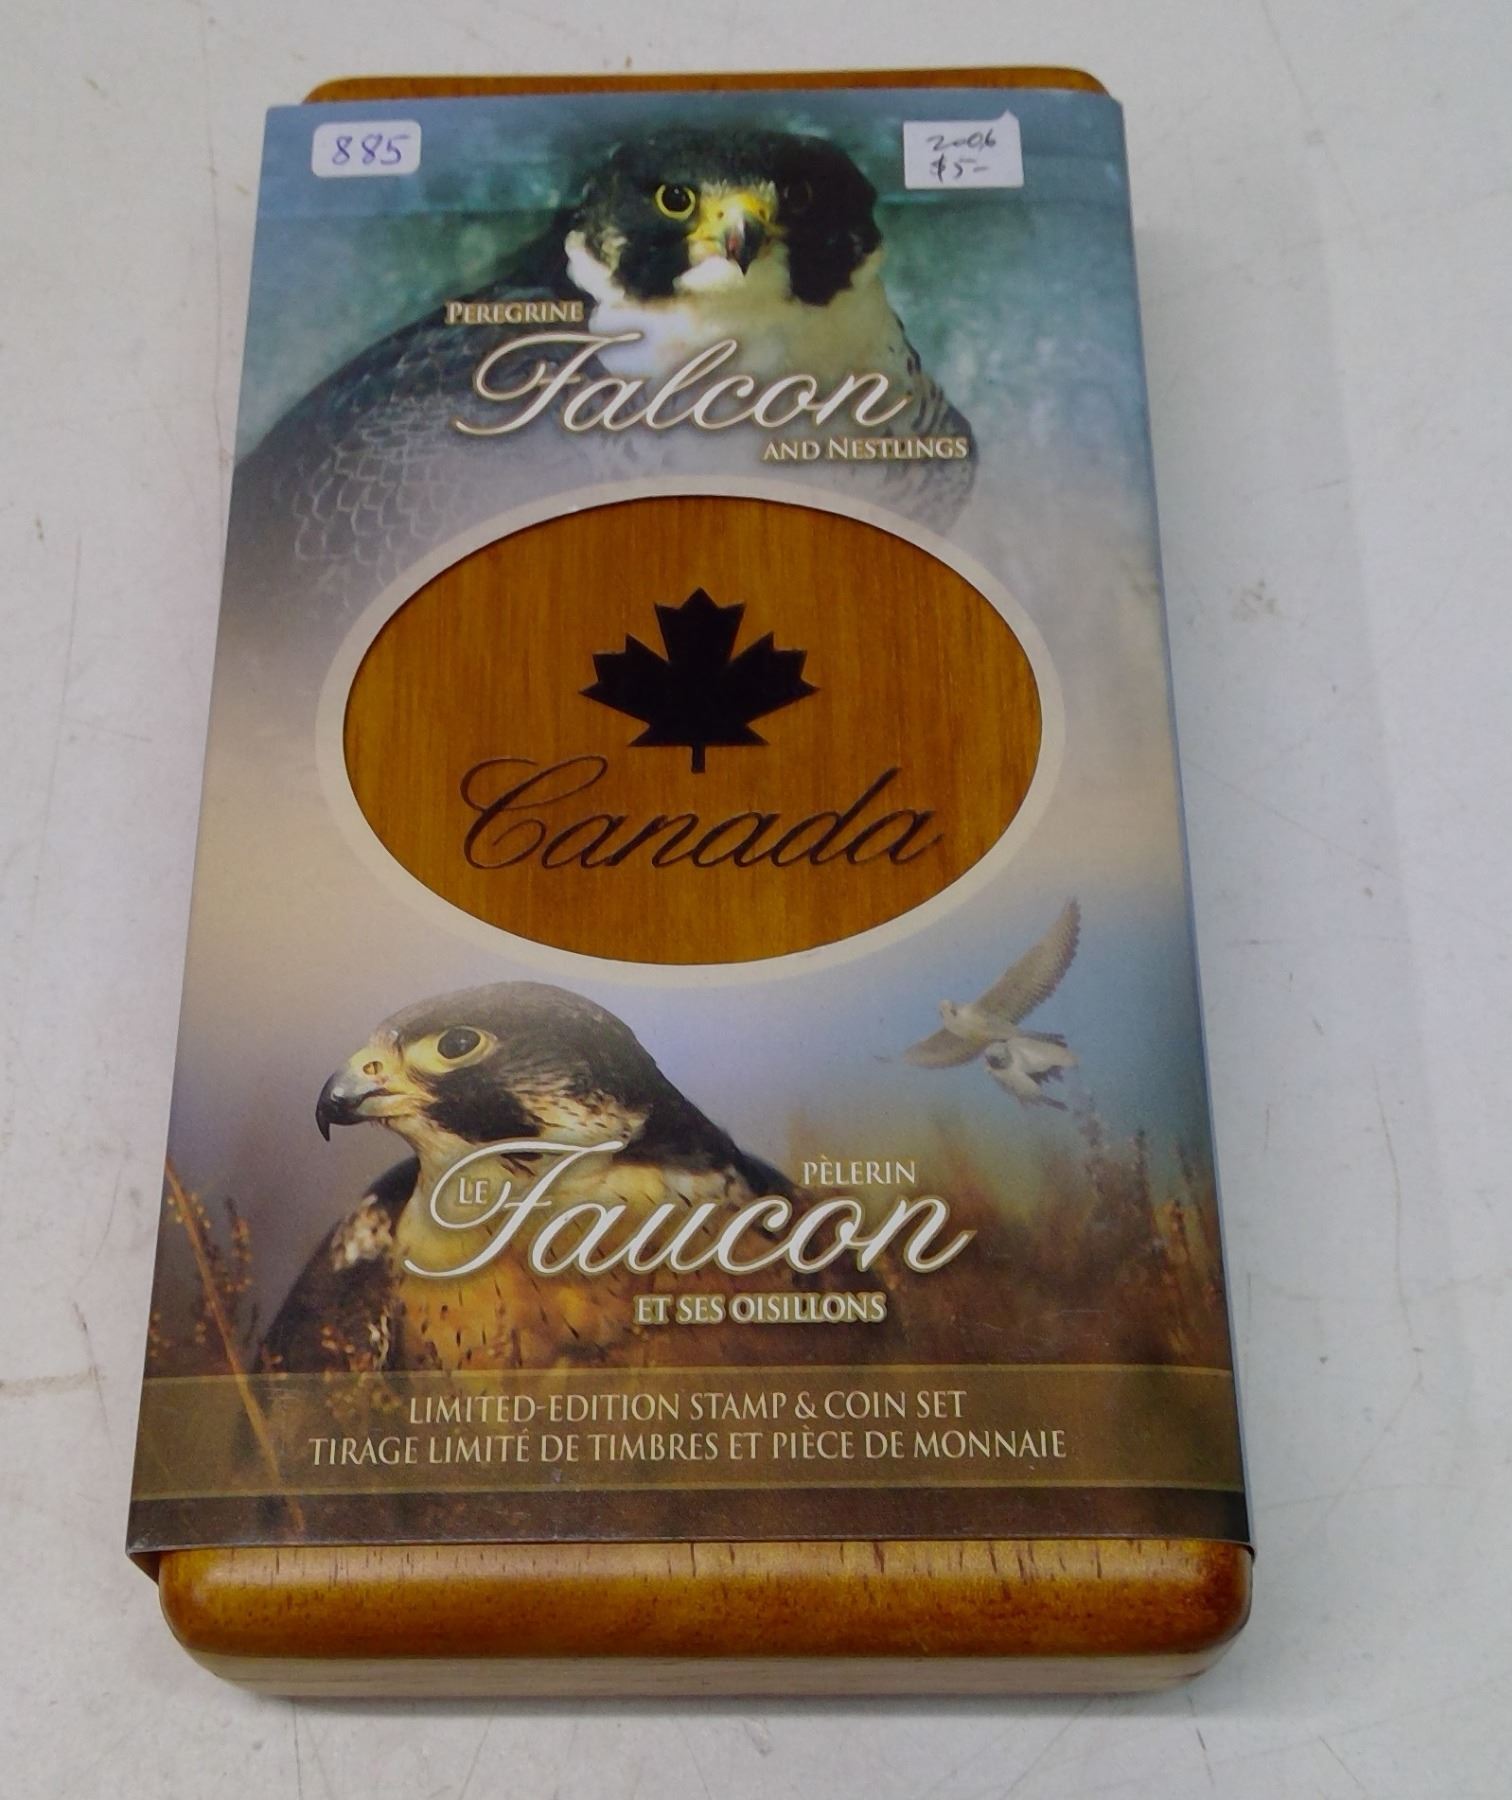 885
2006
$5-
PEREGRINE
Falcon
AND NESTLINGS
Canada
LE
PÈLERIN
Faucon
ET SES OISILLONS
LIMITED-EDITION STAMP & COIN SET
TIRAGE LIMITÉ DE TIMBRES ET PIÈCE DE MONNAIE